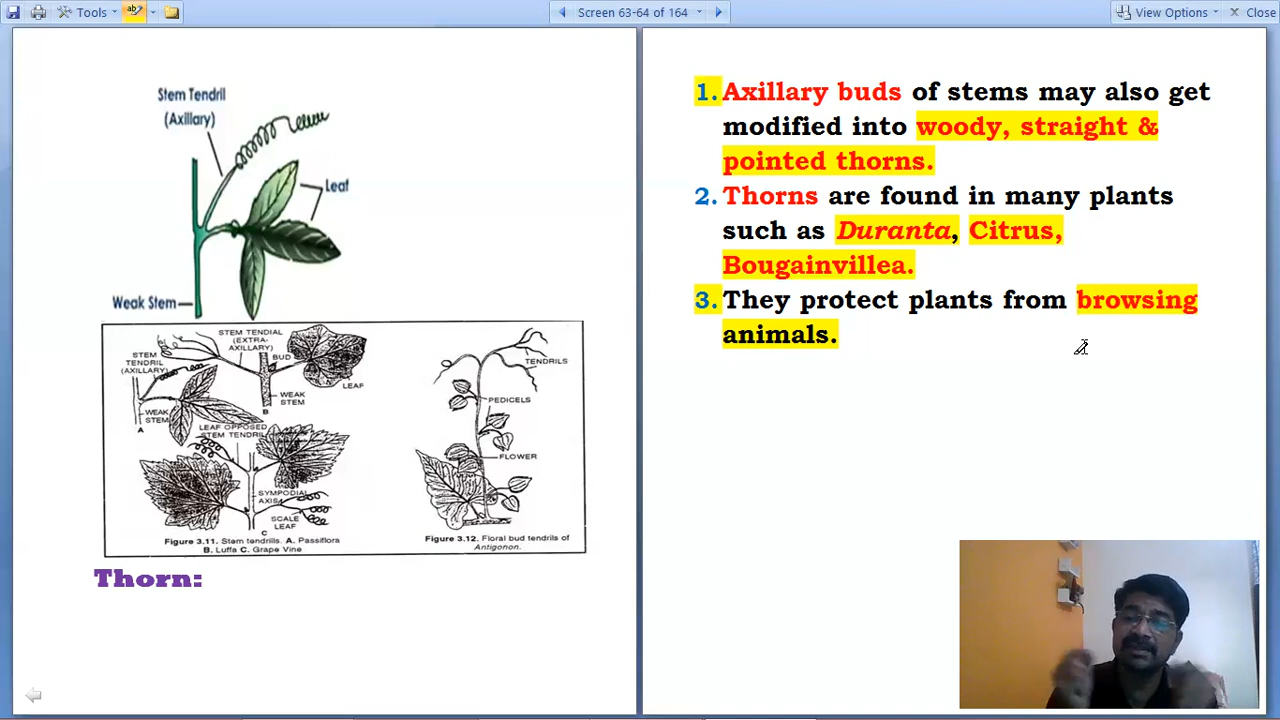 Tools
Screen 63-64 of 164
View Options
Close
Stem Tendril
(Axillary)
Leaf
Weak Stem
STEM TENDIAL
(EXTRA-
AXILLARY)
BUD
STEM
TENDRIL
(AXILLARY)
LEAF
WEAK
STEM
B
WEAK
STEM
A
LEAF OPPOSED
STEM TENDRIL
SYMPODIAL
AXIS
SCALE
LEAF
C
Figure 3.11. Stem tendrills. A. Passiflora
B. Luffa C. Grape Vine
TENDRILS
PEDICELS
FLOWER
Figure 3.12. Floral bud tendrils of
Antigonon.
Thorn:
1. Axillary buds of stems may also get
modified into woody, straight &
pointed thorns.
2. Thorns are found in many plants
such as Duranta, Citrus,
Bougainvillea.
3. They protect plants from browsing
animals.